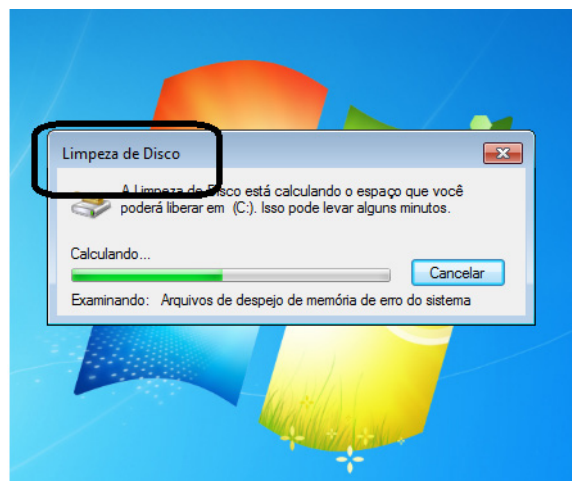 Limpeza de Disco
A Limpeza de Disco está calculando o espaço que você
poderá liberar em (C:). Isso pode levar alguns minutos.
Calculando...
Cancelar
Examinando: Arquivos de despejo de memória de erro do sistema